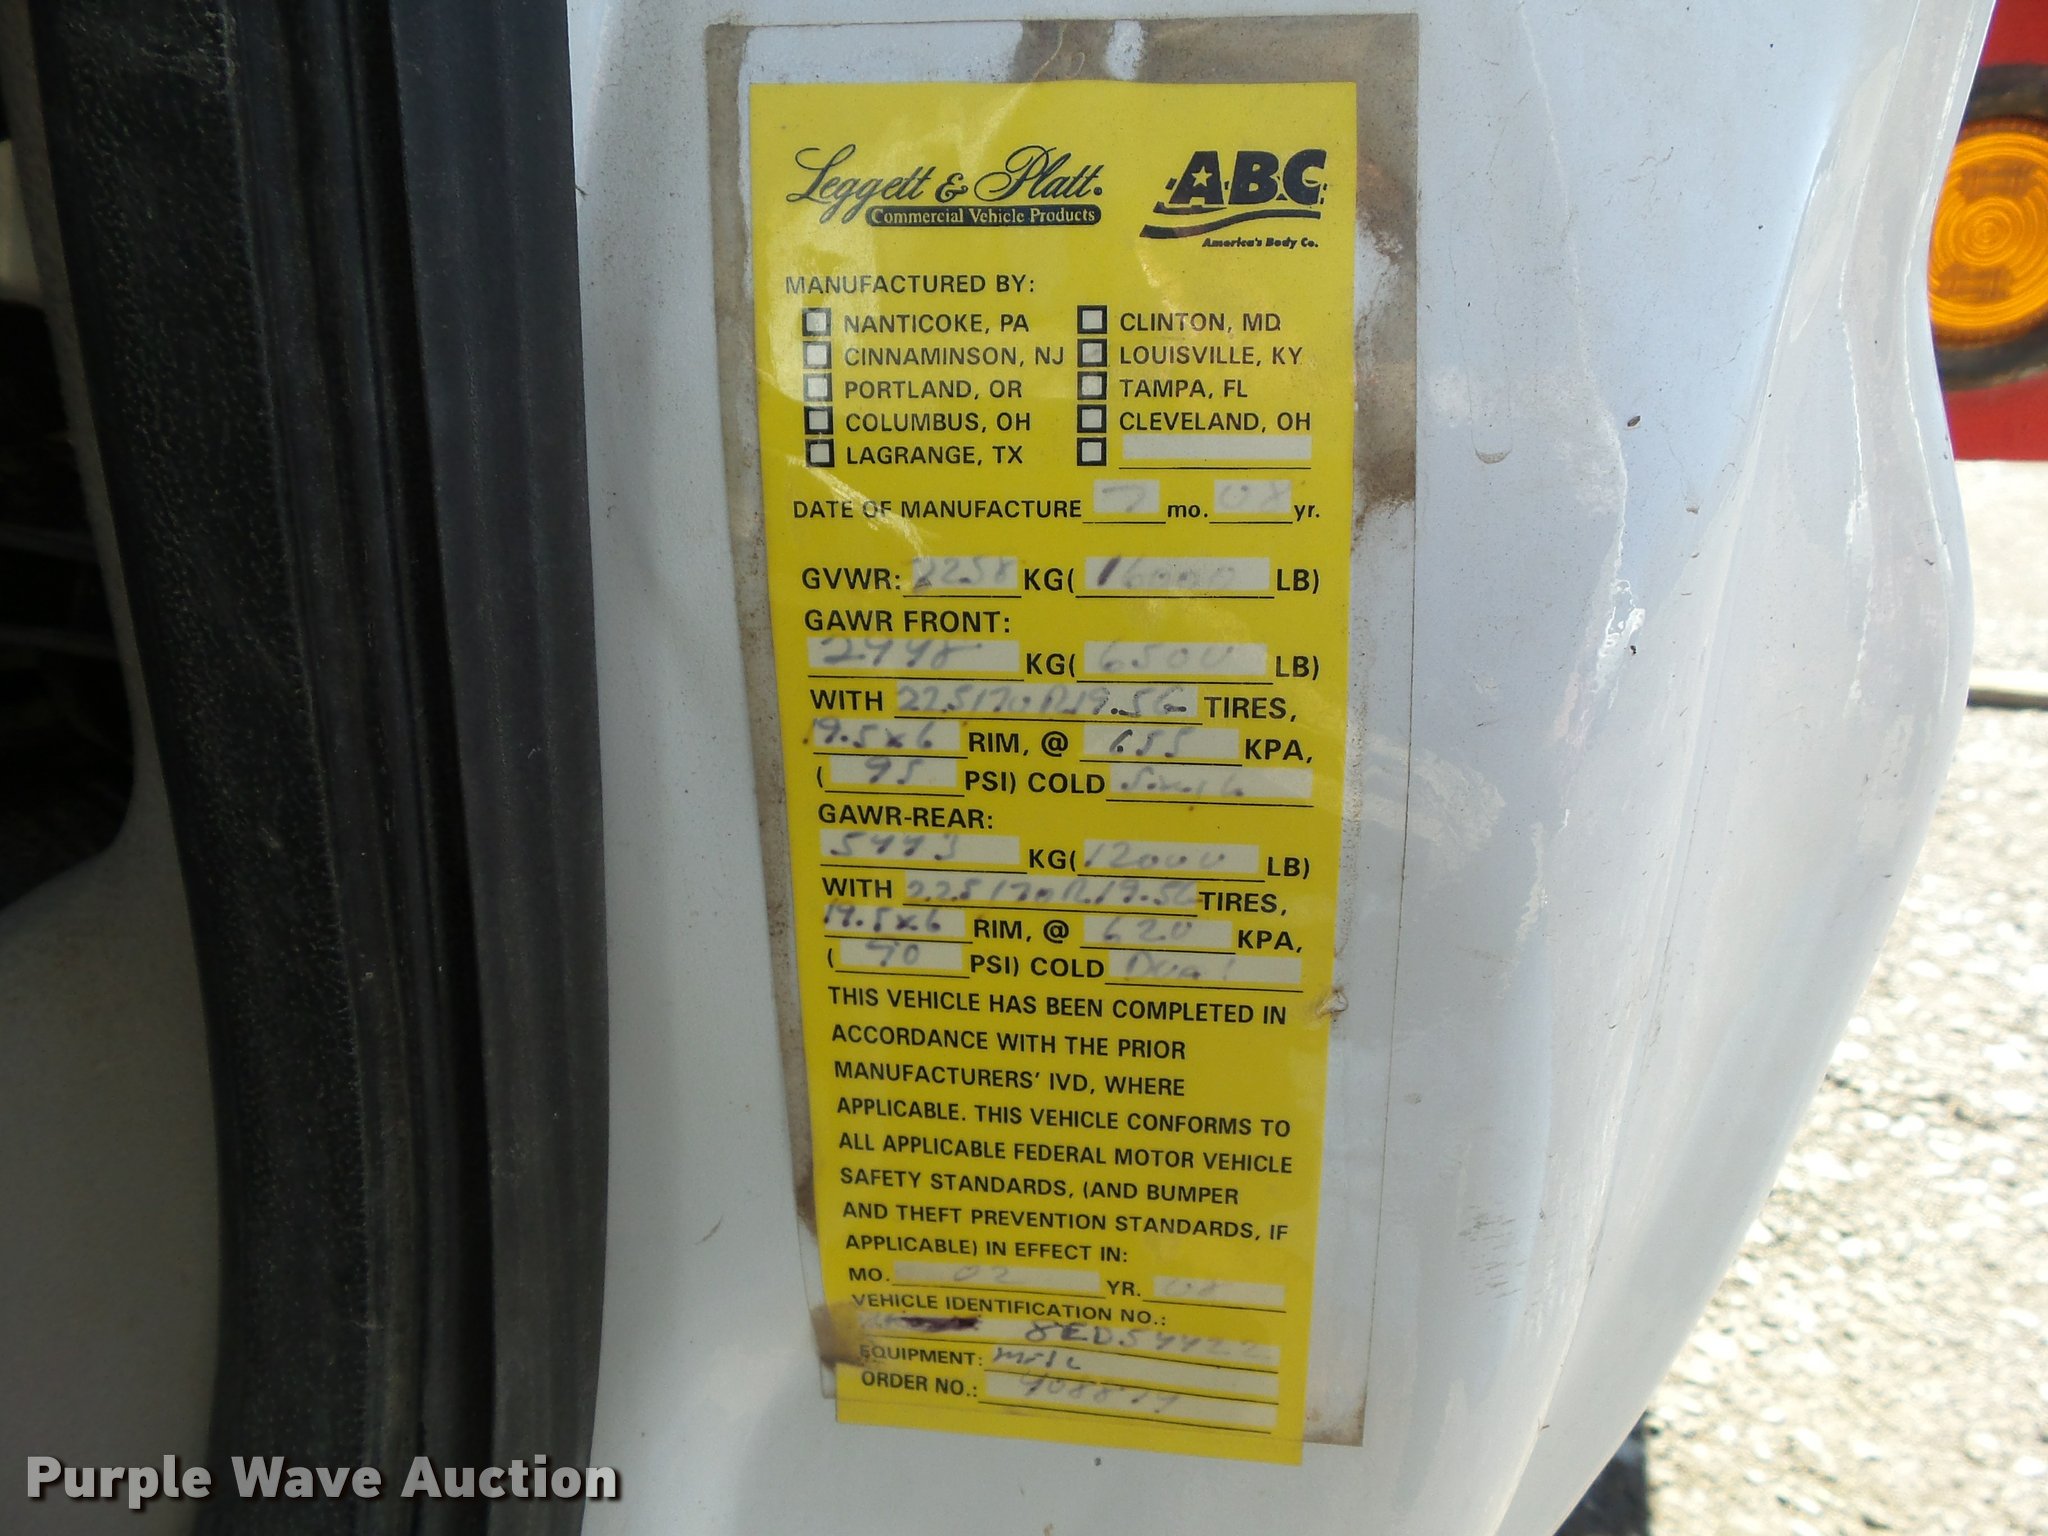 Leggett & Platt. ABC
Commercial Vehicle Products
America's Body Co.
MANUFACTURED BY:
NANTICOKE, PA CLINTON, MD
CINNAMINSON, NJ LOUISVILLE, KY
PORTLAND, OR TAMPA, FL
COLUMBUS, OH CLEVELAND, OH
LAGRANGE, TX
DATE OF MANUFACTURE 7 mo. 08 yr.
GVWR: 7258 KG( 16000 LB)
GAWR FRONT:
2948 KG( 6500 LB)
WITH 225170R19.5G TIRES,
19.5x6 RIM, @ 655 KPA,
( 95 PSI) COLD Single
GAWR-REAR:
5443 KG( 12000 LB)
WITH 225170R19.5G TIRES,
19.5x6 RIM, @ 620 KPA,
( 90 PSI) COLD Dual
THIS VEHICLE HAS BEEN COMPLETED IN
ACCORDANCE WITH THE PRIOR
MANUFACTURERS' IVD, WHERE
APPLICABLE. THIS VEHICLE CONFORMS TO
ALL APPLICABLE FEDERAL MOTOR VEHICLE
SAFETY STANDARDS, (AND BUMPER
AND THEFT PREVENTION STANDARDS, IF
APPLICABLE) IN EFFECT IN:
MO. 02 YR. 08
VEHICLE IDENTIFICATION NO.:
8ED54422
EQUIPMENT:
ORDER NO.:
Purple Wave Auction